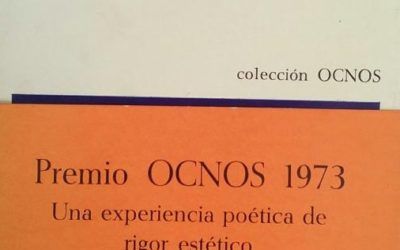 colección OCNOS
Premio OCNOS 1973
Una experiencia poética de
rigor estético